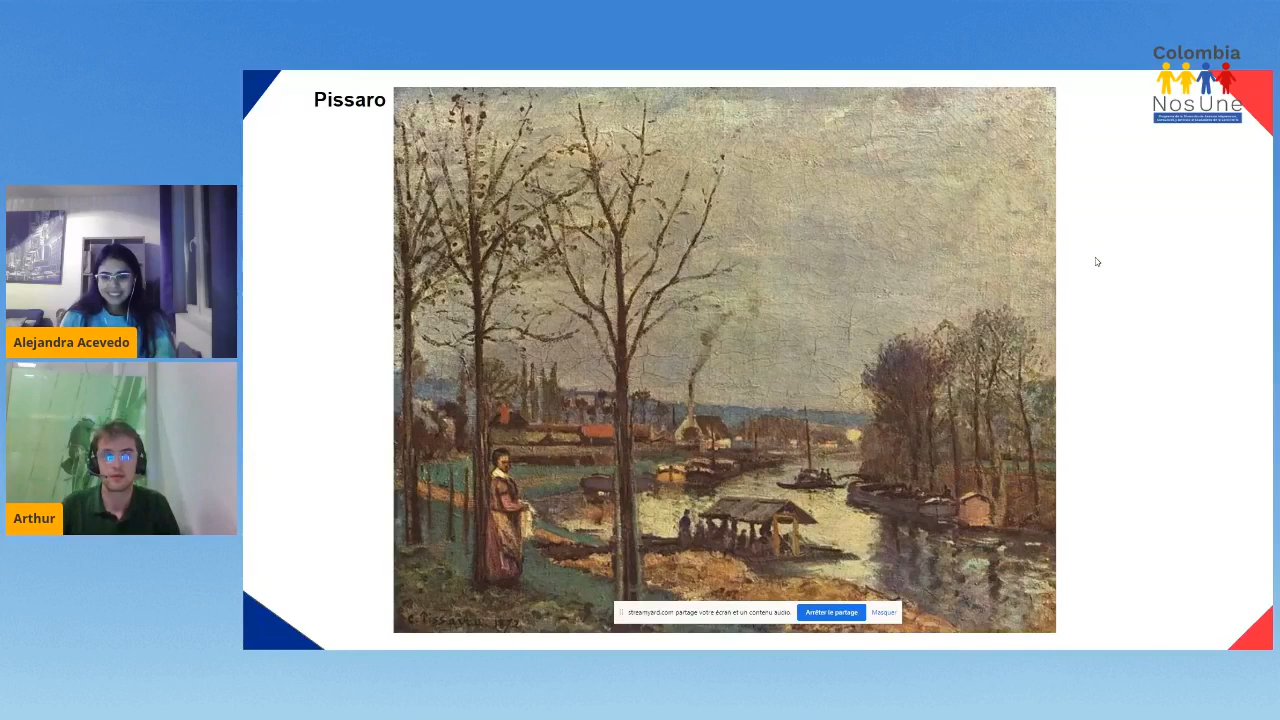 Colombia
Nos Une
Pissaro
Alejandra Acevedo
Arthur
streamyard.com partage votre écran et un contenu audio.
Arrêter le partage
Masquer